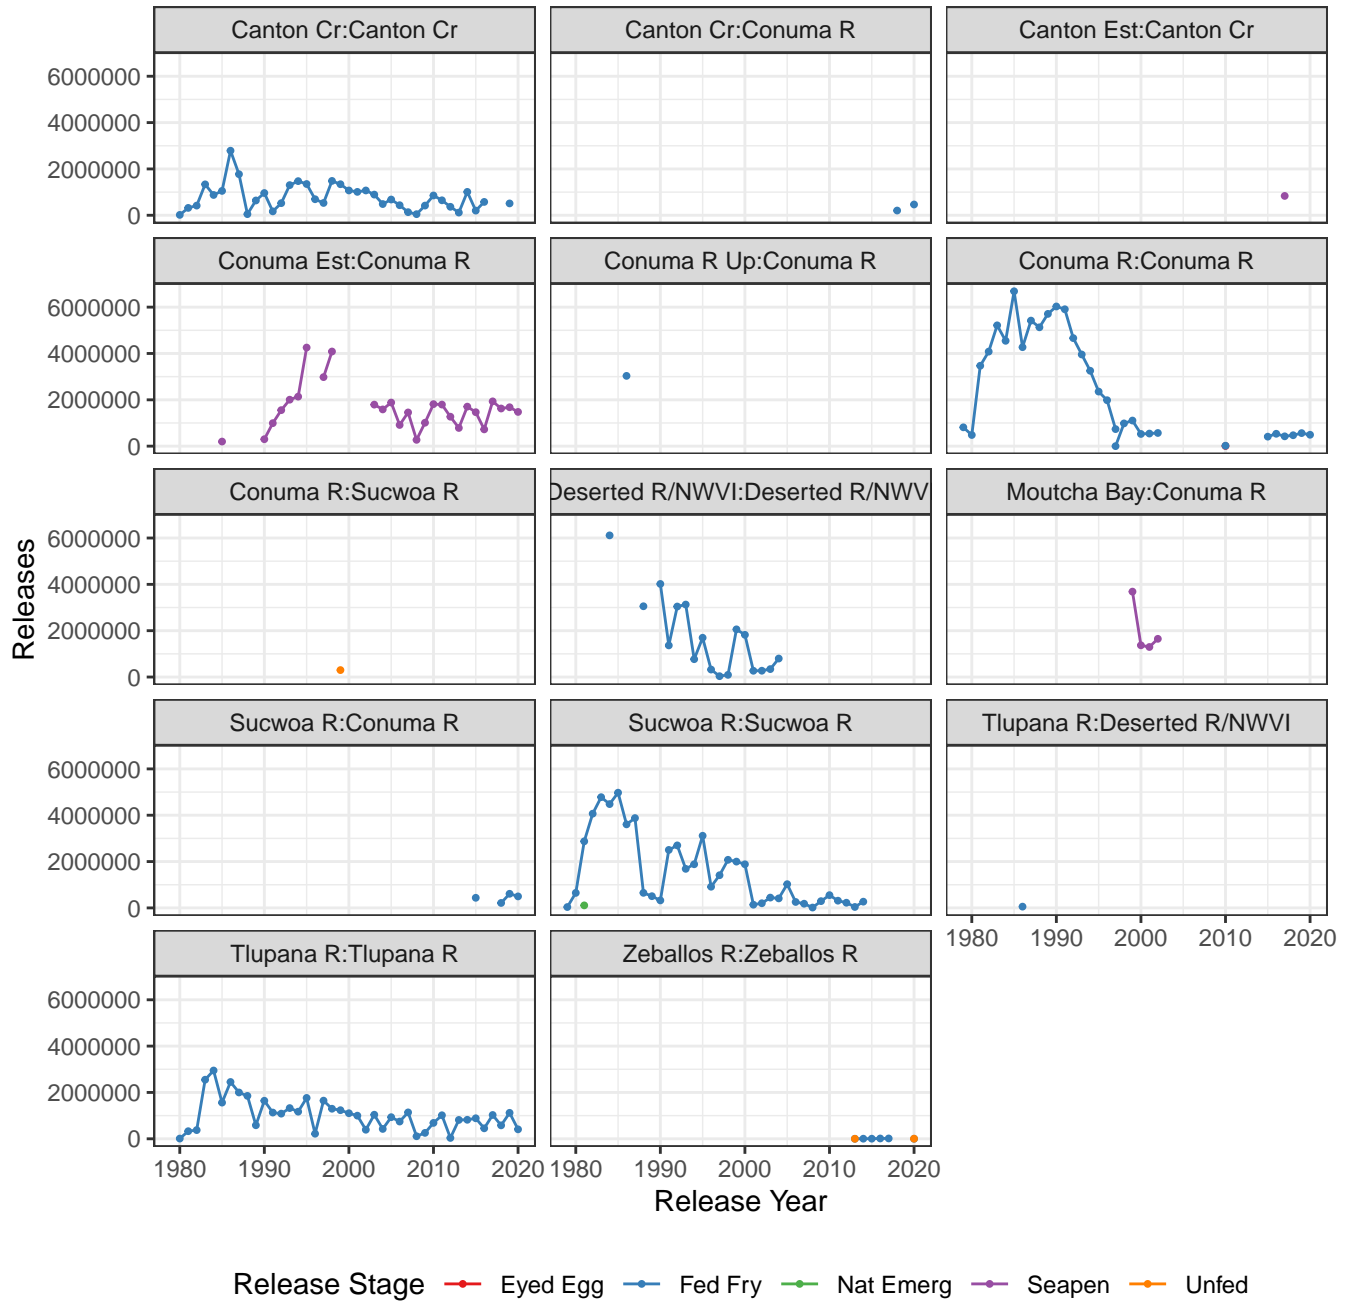 Canton Cr:Canton Cr
Canton Cr:Conuma R
Canton Est:Canton Cr
6000000
4000000
2000000
0
Conuma Est:Conuma R
Conuma R Up:Conuma R
Conuma R:Conuma R
6000000
4000000
2000000
0
Conuma R:Sucwoa R
Deserted R/NWVI:Deserted R/NWV
Moutcha Bay:Conuma R
6000000
4000000
2000000
0
Releases
Sucwoa R:Conuma R
Sucwoa R:Sucwoa R
Tlupana R:Deserted R/NWVI
6000000
4000000
2000000
0
1980 1990 2000 2010 2020
Tlupana R:Tlupana R
Zeballos R:Zeballos R
6000000
4000000
2000000
0
1980 1990 2000 2010 2020 1980 1990 2000 2010 2020
Release Year
Release Stage Eyed Egg Fed Fry Nat Emerg Seapen Unfed